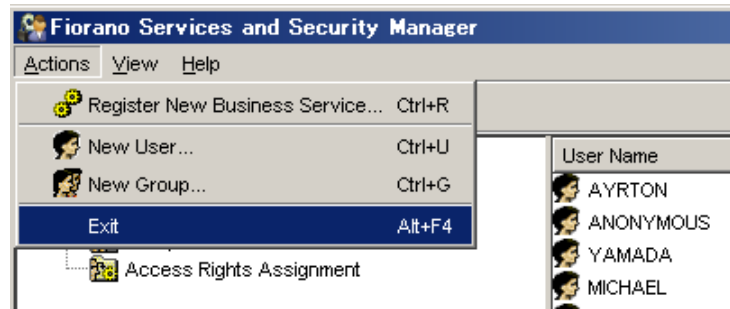 Fiorano Services and Security Manager
Actions View Help
Register New Business Service... Ctrl+R
New User... Ctrl+U
New Group... Ctrl+G
Exit Alt+F4
Access Rights Assignment
User Name
AYRTON
ANONYMOUS
YAMADA
MICHAEL